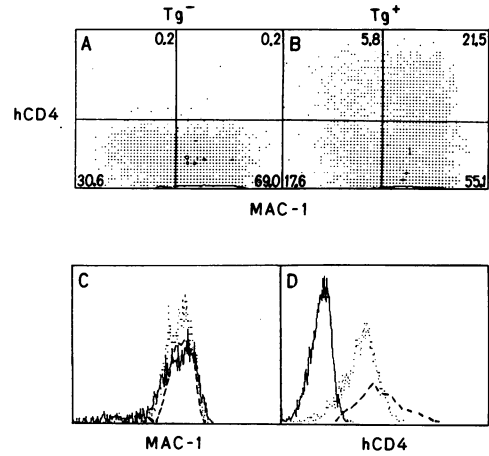 Tg⁻ Tg⁺
A 0.2 0.2 B 5.8 21.5
hCD4
30.6 69.0 17.6 55.1
MAC-1
C D
MAC-1 hCD4